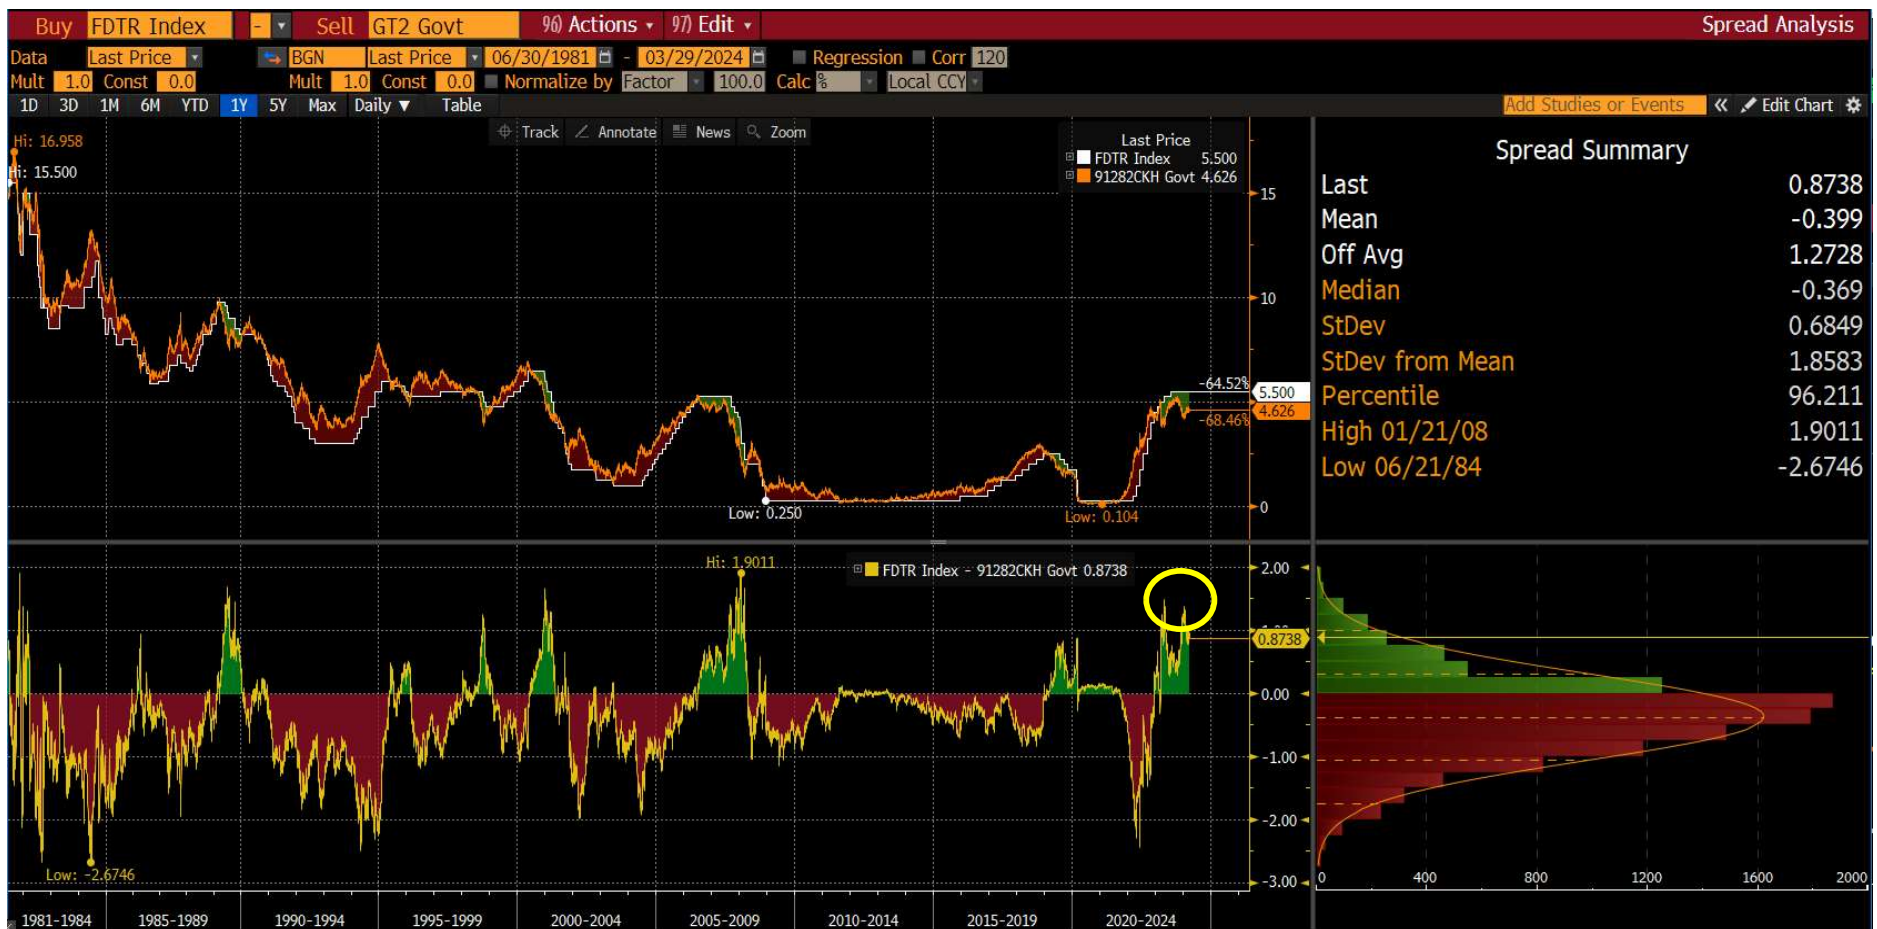 Buy FDTR Index - Sell GT2 Govt 96) Actions 97) Edit Spread Analysis
Data Last Price BGN Last Price 06/30/1981 - 03/29/2024 Regression Corr 120
Mult 1.0 Const 0.0 Mult 1.0 Const 0.0 Normalize by Factor 100.0 Calc % Local CCY
1D 3D 1M 6M YTD 1Y 5Y Max Daily ▼ Table Add Studies or Events « Edit Chart
Track Annotate News Zoom
Hi: 16.958
Hi: 15.500
Last Price
FDTR Index 5.500
91282CKH Govt 4.626
15
10
-64.52%
5.500
4.626
-68.46%
0
Low: 0.250
Low: 0.104
Spread Summary
Last 0.8738
Mean -0.399
Off Avg 1.2728
Median -0.369
StDev 0.6849
StDev from Mean 1.8583
Percentile 96.211
High 01/21/08 1.9011
Low 06/21/84 -2.6746
Hi: 1.9011
FDTR Index - 91282CKH Govt 0.8738
2.00
0.8738
0.00
-1.00
-2.00
-3.00
Low: -2.6746
0 400 800 1200 1600 2000
1981-1984 1985-1989 1990-1994 1995-1999 2000-2004 2005-2009 2010-2014 2015-2019 2020-2024